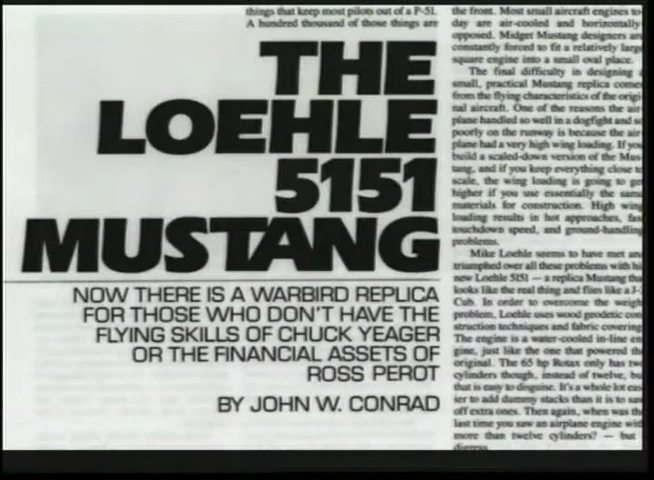 things that keep most pilots out of a P-51.
A hundred thousand of those things are
THE
LOEHLE
5151
MUSTANG
NOW THERE IS A WARBIRD REPLICA
FOR THOSE WHO DON'T HAVE THE
FLYING SKILLS OF CHUCK YEAGER
OR THE FINANCIAL ASSETS OF
ROSS PEROT
BY JOHN W. CONRAD
the front. Most small aircraft engines to-
day are air-cooled and horizontally-
opposed. Midget Mustang designers are
constantly forced to fit a relatively large
square engine into a small oval place.
The final difficulty in designing a
small, practical Mustang replica comes
from the flying characteristics of the origi-
nal aircraft. One of the reasons the air-
plane handled so well in a dogfight and so
poorly on the runway is because the air-
plane had a very high wing loading. If you
build a scaled-down version of the Mus-
tang, and if you keep everything close to
scale, the wing loading is going to ge
higher if you use essentially the same
materials for construction. High wing
loading results in hot approaches, fas
touchdown speed, and ground-handling
problems.
Mike Loehle seems to have met an
triumphed over all these problems with hi
new Loehle 5151 — a replica Mustang tha
looks like the real thing and flies like a J-
Cub. In order to overcome the weigh
problem, Loehle uses wood geodetic con
struction techniques and fabric covering
The engine is a water-cooled in-line en
gine, just like the one that powered th
original. The 65 hp Rotax only has tw
cylinders though, instead of twelve, bu
that is easy to disguise. It's a whole lot eas
ier to add dummy stacks than it is to saw
off extra ones. Then again, when was the
last time you saw an airplane engine with
more than twelve cylinders? — but I
digress.